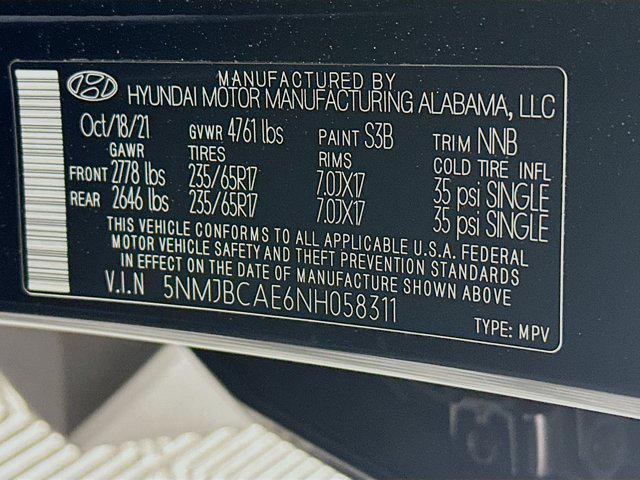 MANUFACTURED BY
HYUNDAI MOTOR MANUFACTURING ALABAMA, LLC
Oct/18/21 GVWR 4761 lbs PAINT S3B TRIM NNB
GAWR TIRES RIMS COLD TIRE INFL
FRONT 2778 lbs 235/65R17 7.0JX17 35 psi SINGLE
REAR 2646 lbs 235/65R17 7.0JX17 35 psi SINGLE
THIS VEHICLE CONFORMS TO ALL APPLICABLE U.S.A. FEDERAL
MOTOR VEHICLE SAFETY AND THEFT PREVENTION STANDARDS
IN EFFECT ON THE DATE OF MANUFACTURE SHOWN ABOVE
V.I.N 5NMJBCAE6NH058311
TYPE: MPV